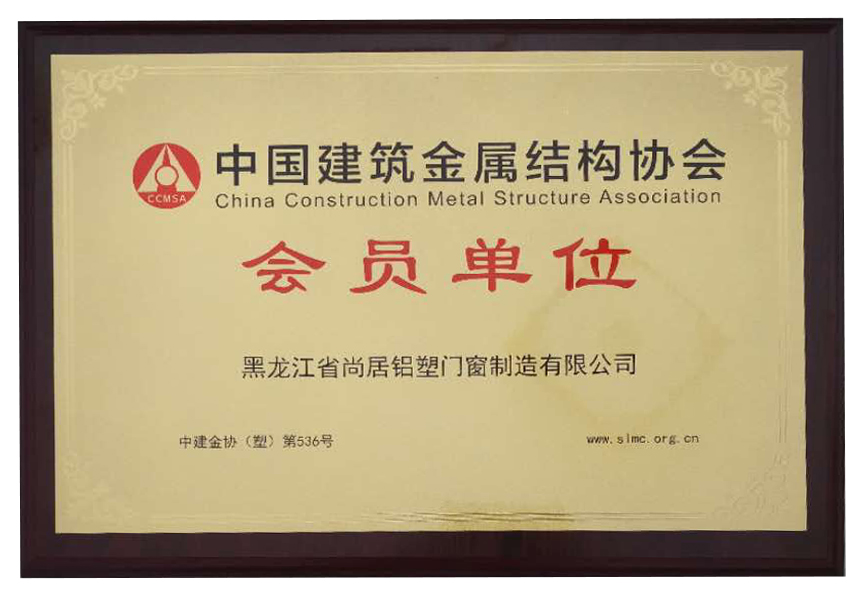 CCMSA
中国建筑金属结构协会
China Construction Metal Structure Association
会员单位
黑龙江省尚居铝塑门窗制造有限公司
中建金协（塑）第536号
www.slmc.org.cn